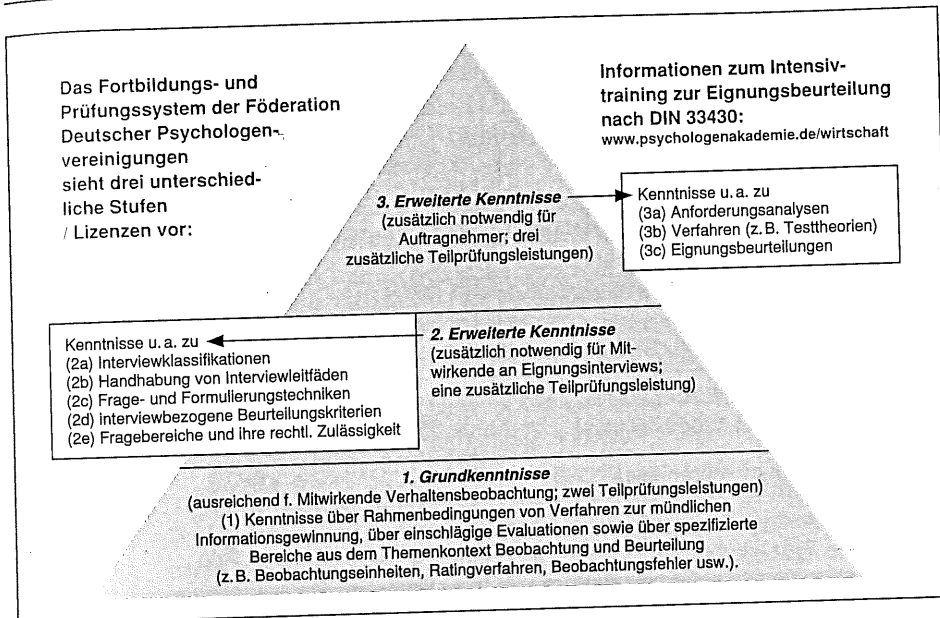 Das Fortbildungs- und
Prüfungssystem der Föderation
Deutscher Psychologen-
vereinigungen
sieht drei unterschied-
liche Stufen
/ Lizenzen vor:
Informationen zum Intensiv-
training zur Eignungsbeurteilung
nach DIN 33430:
www.psychologenakademie.de/wirtschaft
3. Erweiterte Kenntnisse
(zusätzlich notwendig für
Auftragnehmer; drei
zusätzliche Teilprüfungsleistungen)
Kenntnisse u. a. zu
(3a) Anforderungsanalysen
(3b) Verfahren (z. B. Testtheorien)
(3c) Eignungsbeurteilungen
Kenntnisse u. a. zu
(2a) Interviewklassifikationen
(2b) Handhabung von Interviewleitfäden
(2c) Frage- und Formulierungstechniken
(2d) interviewbezogene Beurteilungskriterien
(2e) Fragebereiche und ihre rechtl. Zulässigkeit
2. Erweiterte Kenntnisse
(zusätzlich notwendig für Mit-
wirkende an Eignungsinterviews;
eine zusätzliche Teilprüfungsleistung)
1. Grundkenntnisse
(ausreichend f. Mitwirkende Verhaltensbeobachtung; zwei Teilprüfungsleistungen)
(1) Kenntnisse über Rahmenbedingungen von Verfahren zur mündlichen
Informationsgewinnung, über einschlägige Evaluationen sowie über spezifizierte
Bereiche aus dem Themenkontext Beobachtung und Beurteilung
(z. B. Beobachtungseinheiten, Ratingverfahren, Beobachtungsfehler usw.).